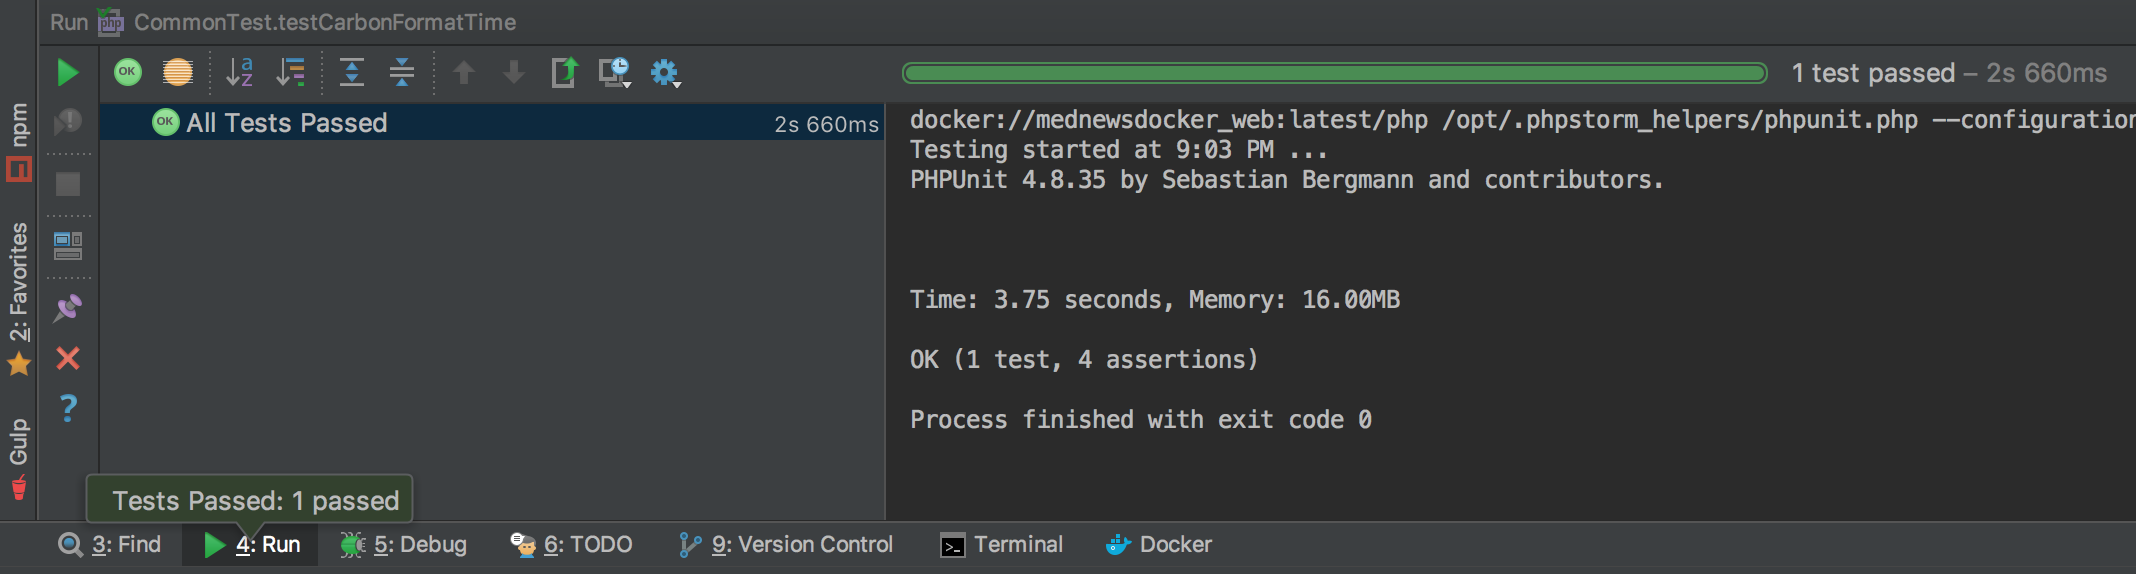 Run php CommonTest.testCarbonFormatTime
OK
a
z
1 test passed – 2s 660ms
npm
2: Favorites
Gulp
OK All Tests Passed 2s 660ms
docker://mednewsdocker_web:latest/php /opt/.phpstorm_helpers/phpunit.php --configuration
Testing started at 9:03 PM ...
PHPUnit 4.8.35 by Sebastian Bergmann and contributors.
Time: 3.75 seconds, Memory: 16.00MB
OK (1 test, 4 assertions)
Process finished with exit code 0
Tests Passed: 1 passed
3: Find 4: Run 5: Debug 6: TODO 9: Version Control Terminal Docker